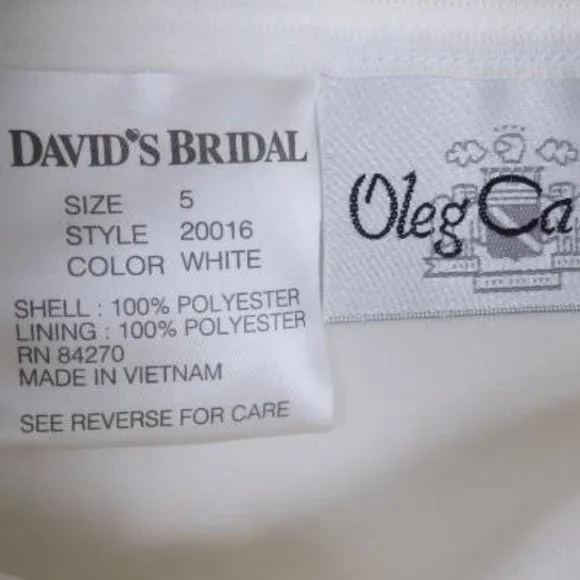 DAVID'S BRIDAL
SIZE 5
STYLE 20016
COLOR WHITE
SHELL : 100% POLYESTER
LINING : 100% POLYESTER
RN 84270
MADE IN VIETNAM
SEE REVERSE FOR CARE
Oleg Ca